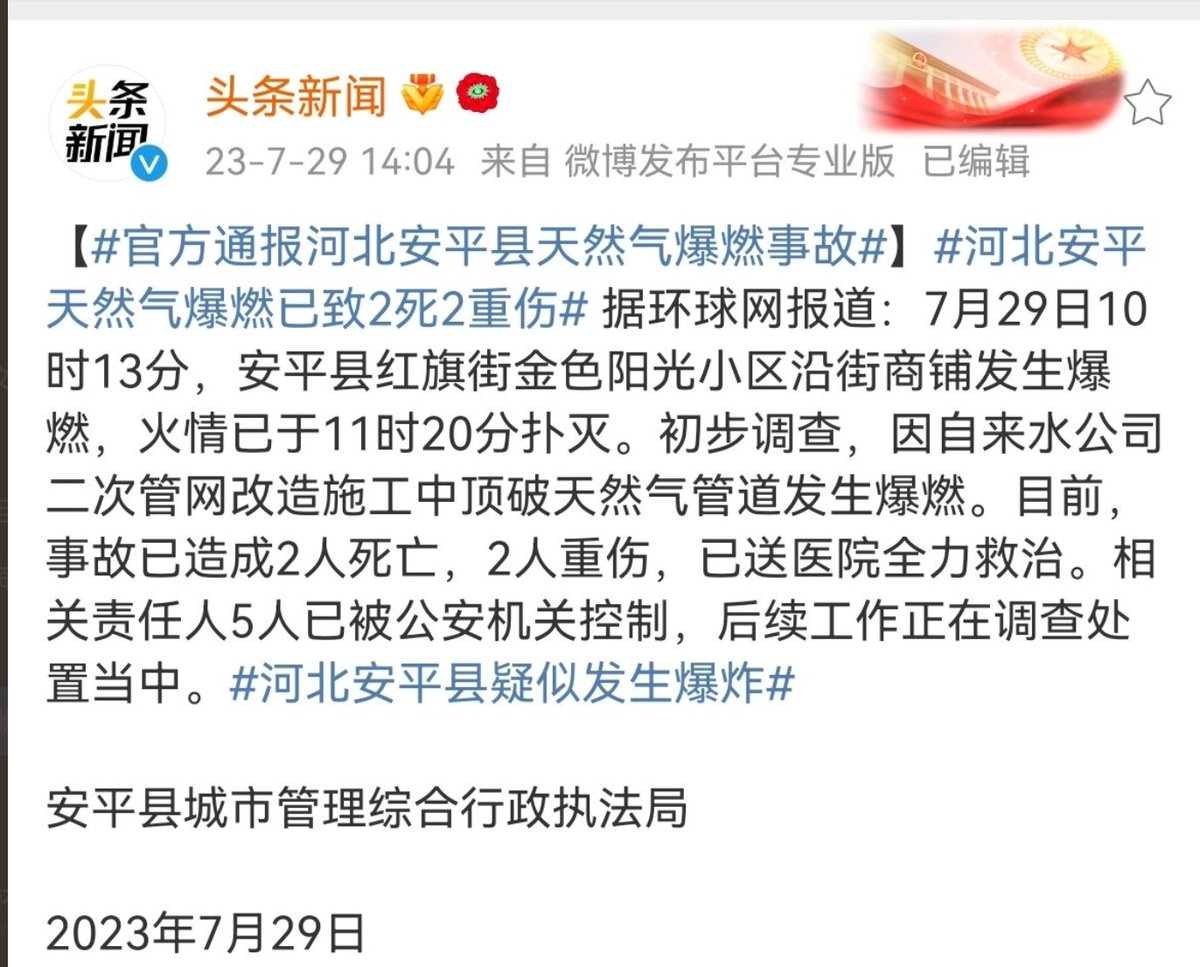 头条
新闻
头条新闻
23-7-29 14:04 来自 微博发布平台专业版 已编辑
【#官方通报河北安平县天然气爆燃事故#】#河北安平
天然气爆燃已致2死2重伤# 据环球网报道：7月29日10
时13分，安平县红旗街金色阳光小区沿街商铺发生爆
燃，火情已于11时20分扑灭。初步调查，因自来水公司
二次管网改造施工中顶破天然气管道发生爆燃。目前，
事故已造成2人死亡，2人重伤，已送医院全力救治。相
关责任人5人已被公安机关控制，后续工作正在调查处
置当中。#河北安平县疑似发生爆炸#
安平县城市管理综合行政执法局
2023年7月29日